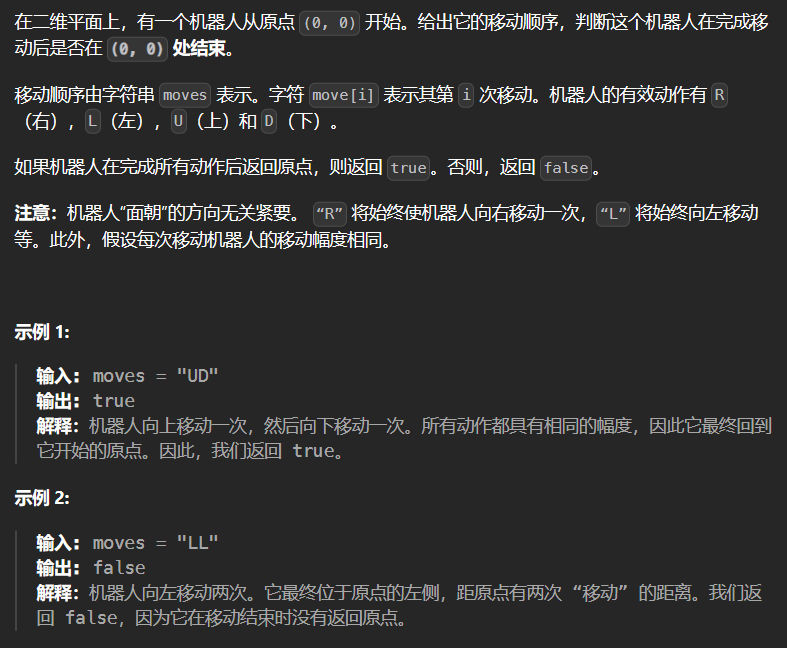 在二维平面上，有一个机器人从原点 (0, 0) 开始。给出它的移动顺序，判断这个机器人在完成移
动后是否在 (0, 0) 处结束。
移动顺序由字符串 moves 表示。字符 move[i] 表示其第 i 次移动。机器人的有效动作有 R
（右），L（左），U（上）和 D（下）。
如果机器人在完成所有动作后返回原点，则返回 true。否则，返回 false。
注意：机器人“面朝”的方向无关紧要。 “R” 将始终使机器人向右移动一次，“L” 将始终向左移动
等。此外，假设每次移动机器人的移动幅度相同。
示例 1:
输入: moves = "UD"
输出: true
解释：机器人向上移动一次，然后向下移动一次。所有动作都具有相同的幅度，因此它最终回到
它开始的原点。因此，我们返回 true。
示例 2:
输入: moves = "LL"
输出: false
解释：机器人向左移动两次。它最终位于原点的左侧，距原点有两次 “移动” 的距离。我们返
回 false，因为它在移动结束时没有返回原点。